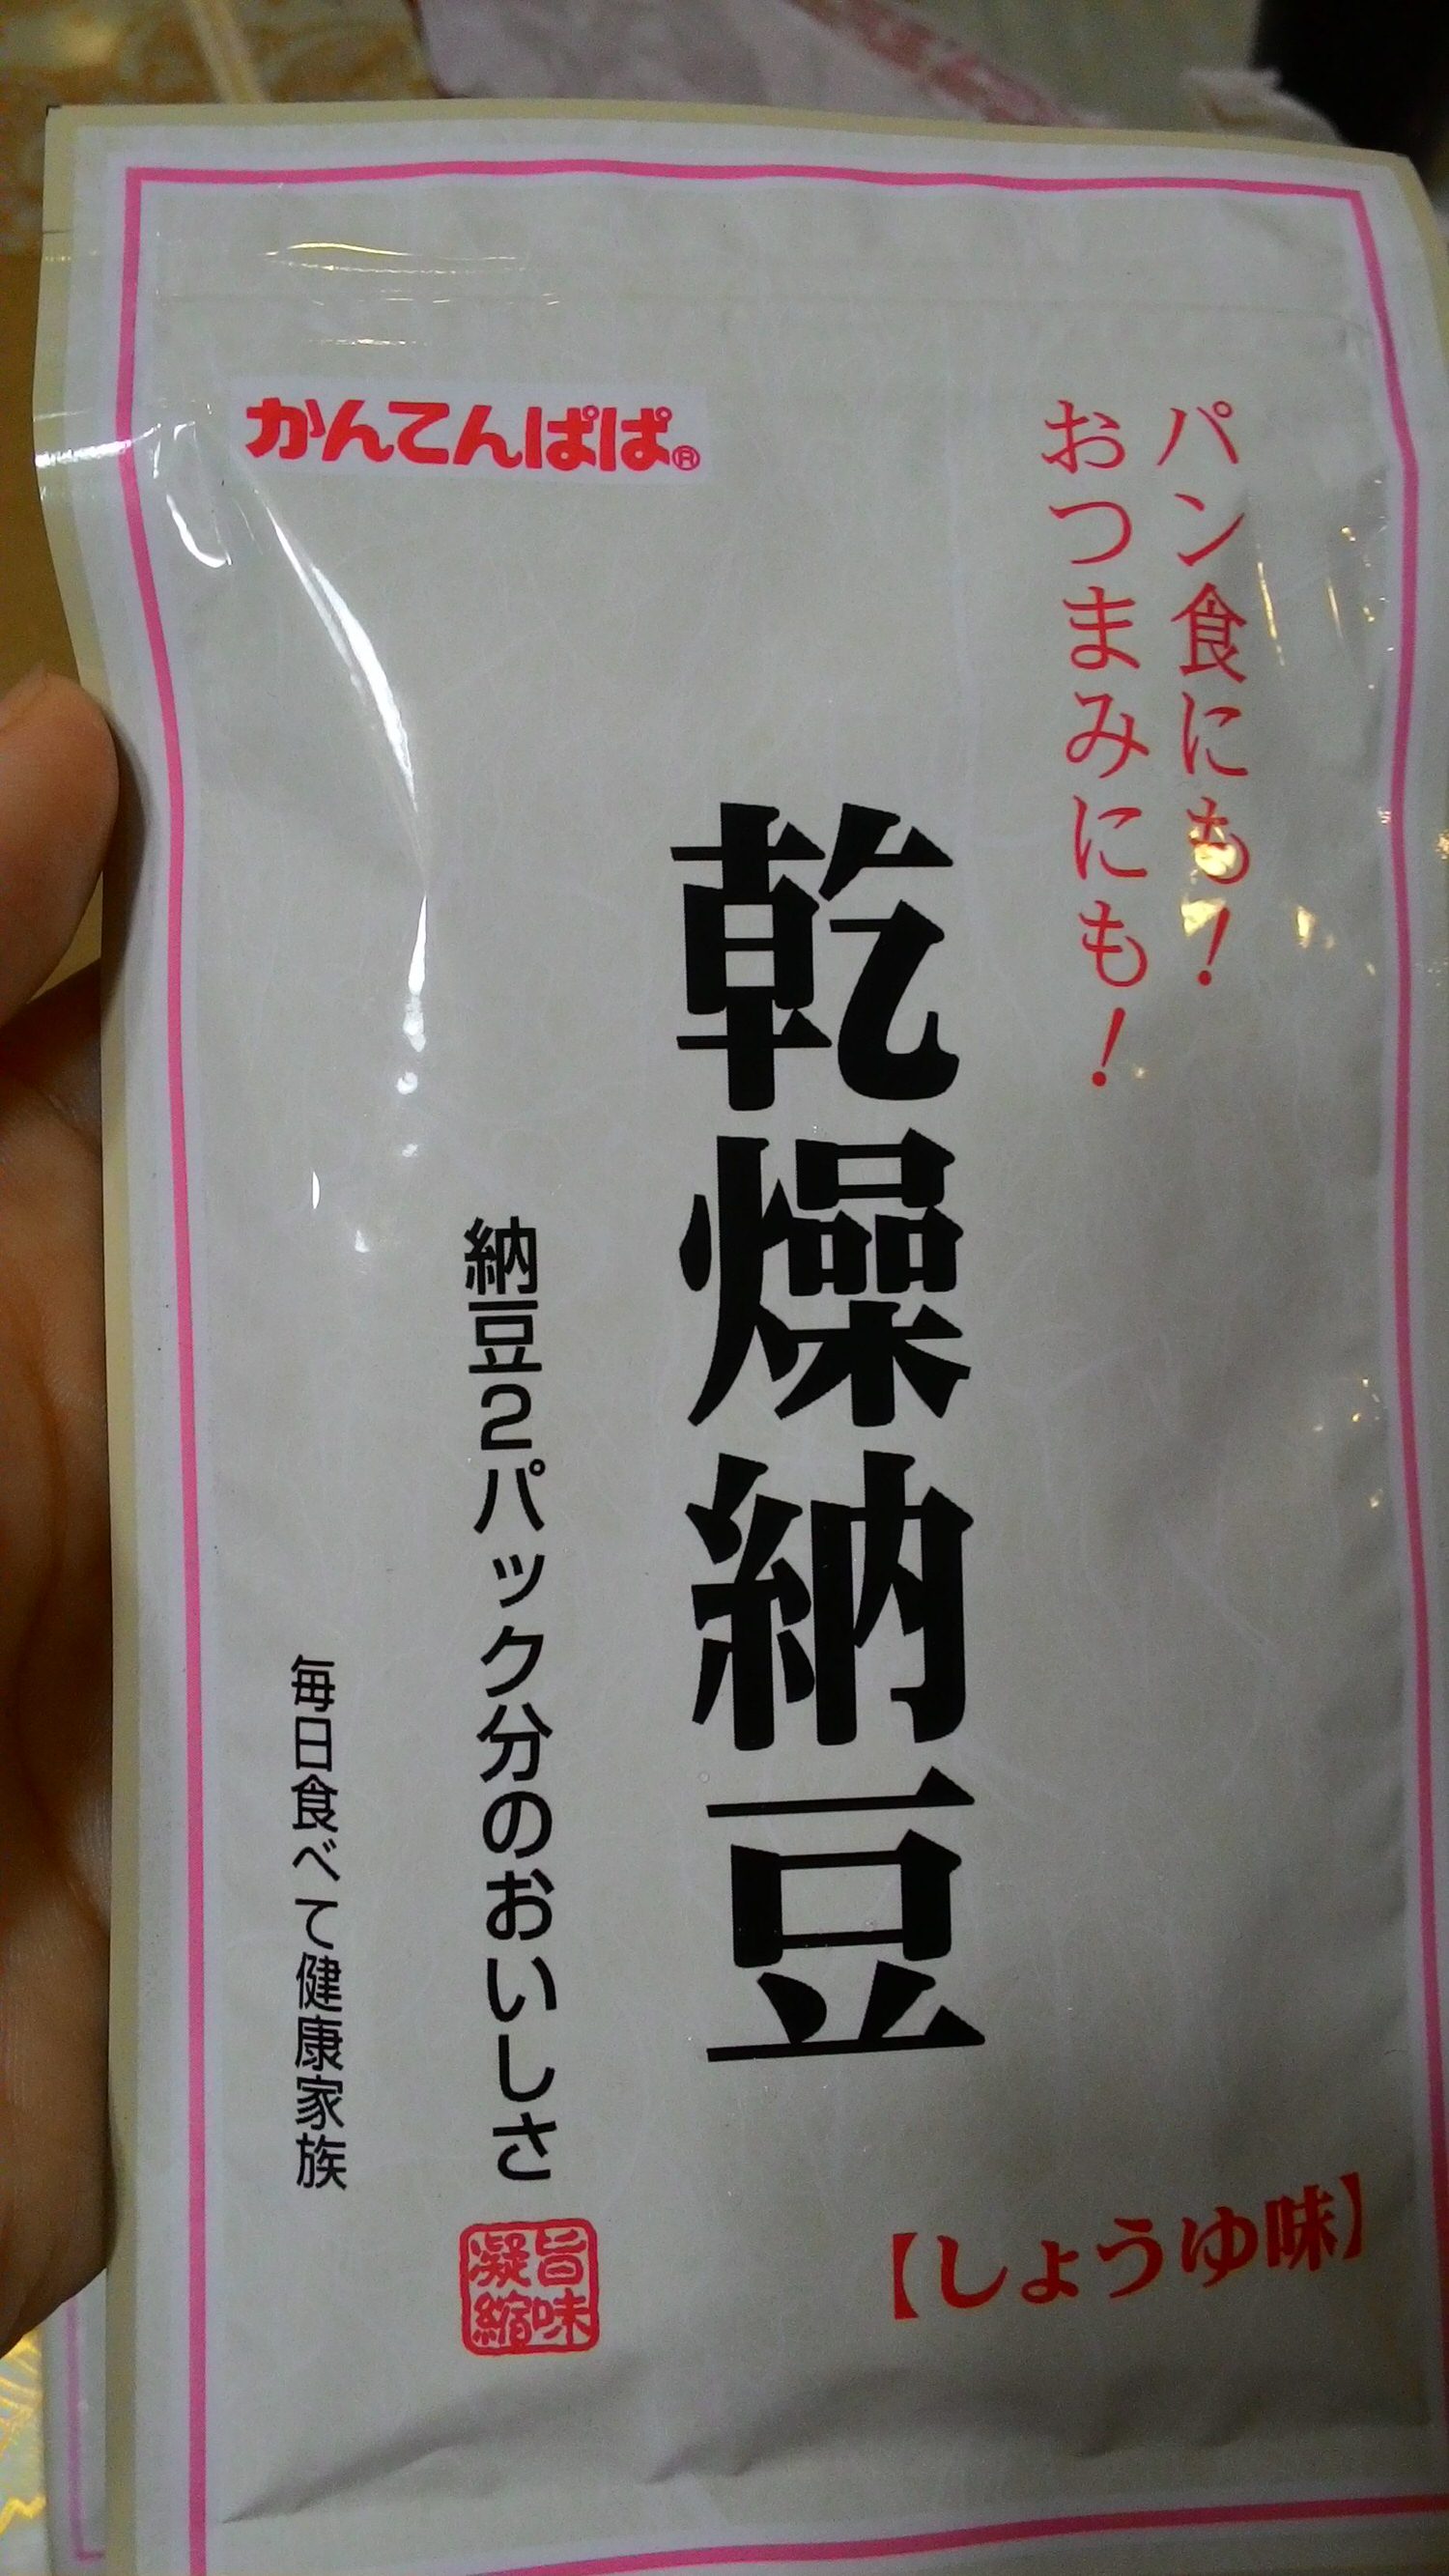 かんてんぱぱ®
パン食にも!
おつまみにも!
乾燥納豆
納豆2パック分のおいしさ
毎日食べて健康家族
旨味
凝縮
【しょうゆ味】